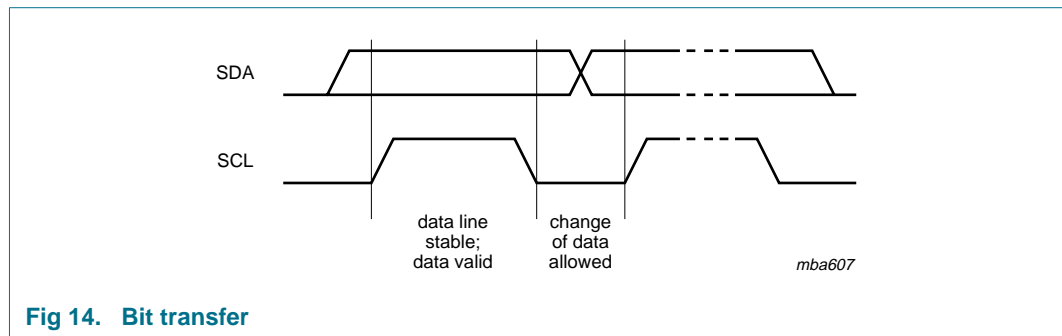 SDA
SCL
data line
stable;
data valid
change
of data
allowed
mba607
Fig 14. Bit transfer